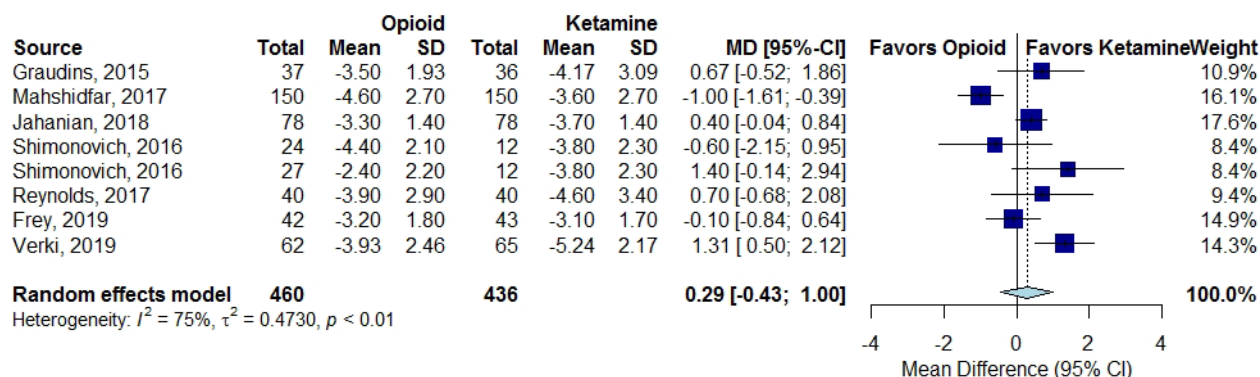 Opioid Ketamine
Source Total Mean SD Total Mean SD MD [95%-CI] Favors Opioid Favors KetamineWeight
Graudins, 2015 37 -3.50 1.93 36 -4.17 3.09 0.67 [-0.52; 1.86] 10.9%
Mahshidfar, 2017 150 -4.60 2.70 150 -3.60 2.70 -1.00 [-1.61; -0.39] 16.1%
Jahanian, 2018 78 -3.30 1.40 78 -3.70 1.40 0.40 [-0.04; 0.84] 17.6%
Shimonovich, 2016 24 -4.40 2.10 12 -3.80 2.30 -0.60 [-2.15; 0.95] 8.4%
Shimonovich, 2016 27 -2.40 2.20 12 -3.80 2.30 1.40 [-0.14; 2.94] 8.4%
Reynolds, 2017 40 -3.90 2.90 40 -4.60 3.40 0.70 [-0.68; 2.08] 9.4%
Frey, 2019 42 -3.20 1.80 43 -3.10 1.70 -0.10 [-0.84; 0.64] 14.9%
Verki, 2019 62 -3.93 2.46 65 -5.24 2.17 1.31 [ 0.50; 2.12] 14.3%
Random effects model 460 436 0.29 [-0.43; 1.00] 100.0%
Heterogeneity: I² = 75%, τ² = 0.4730, p < 0.01
-4 -2 0 2 4
Mean Difference (95% CI)